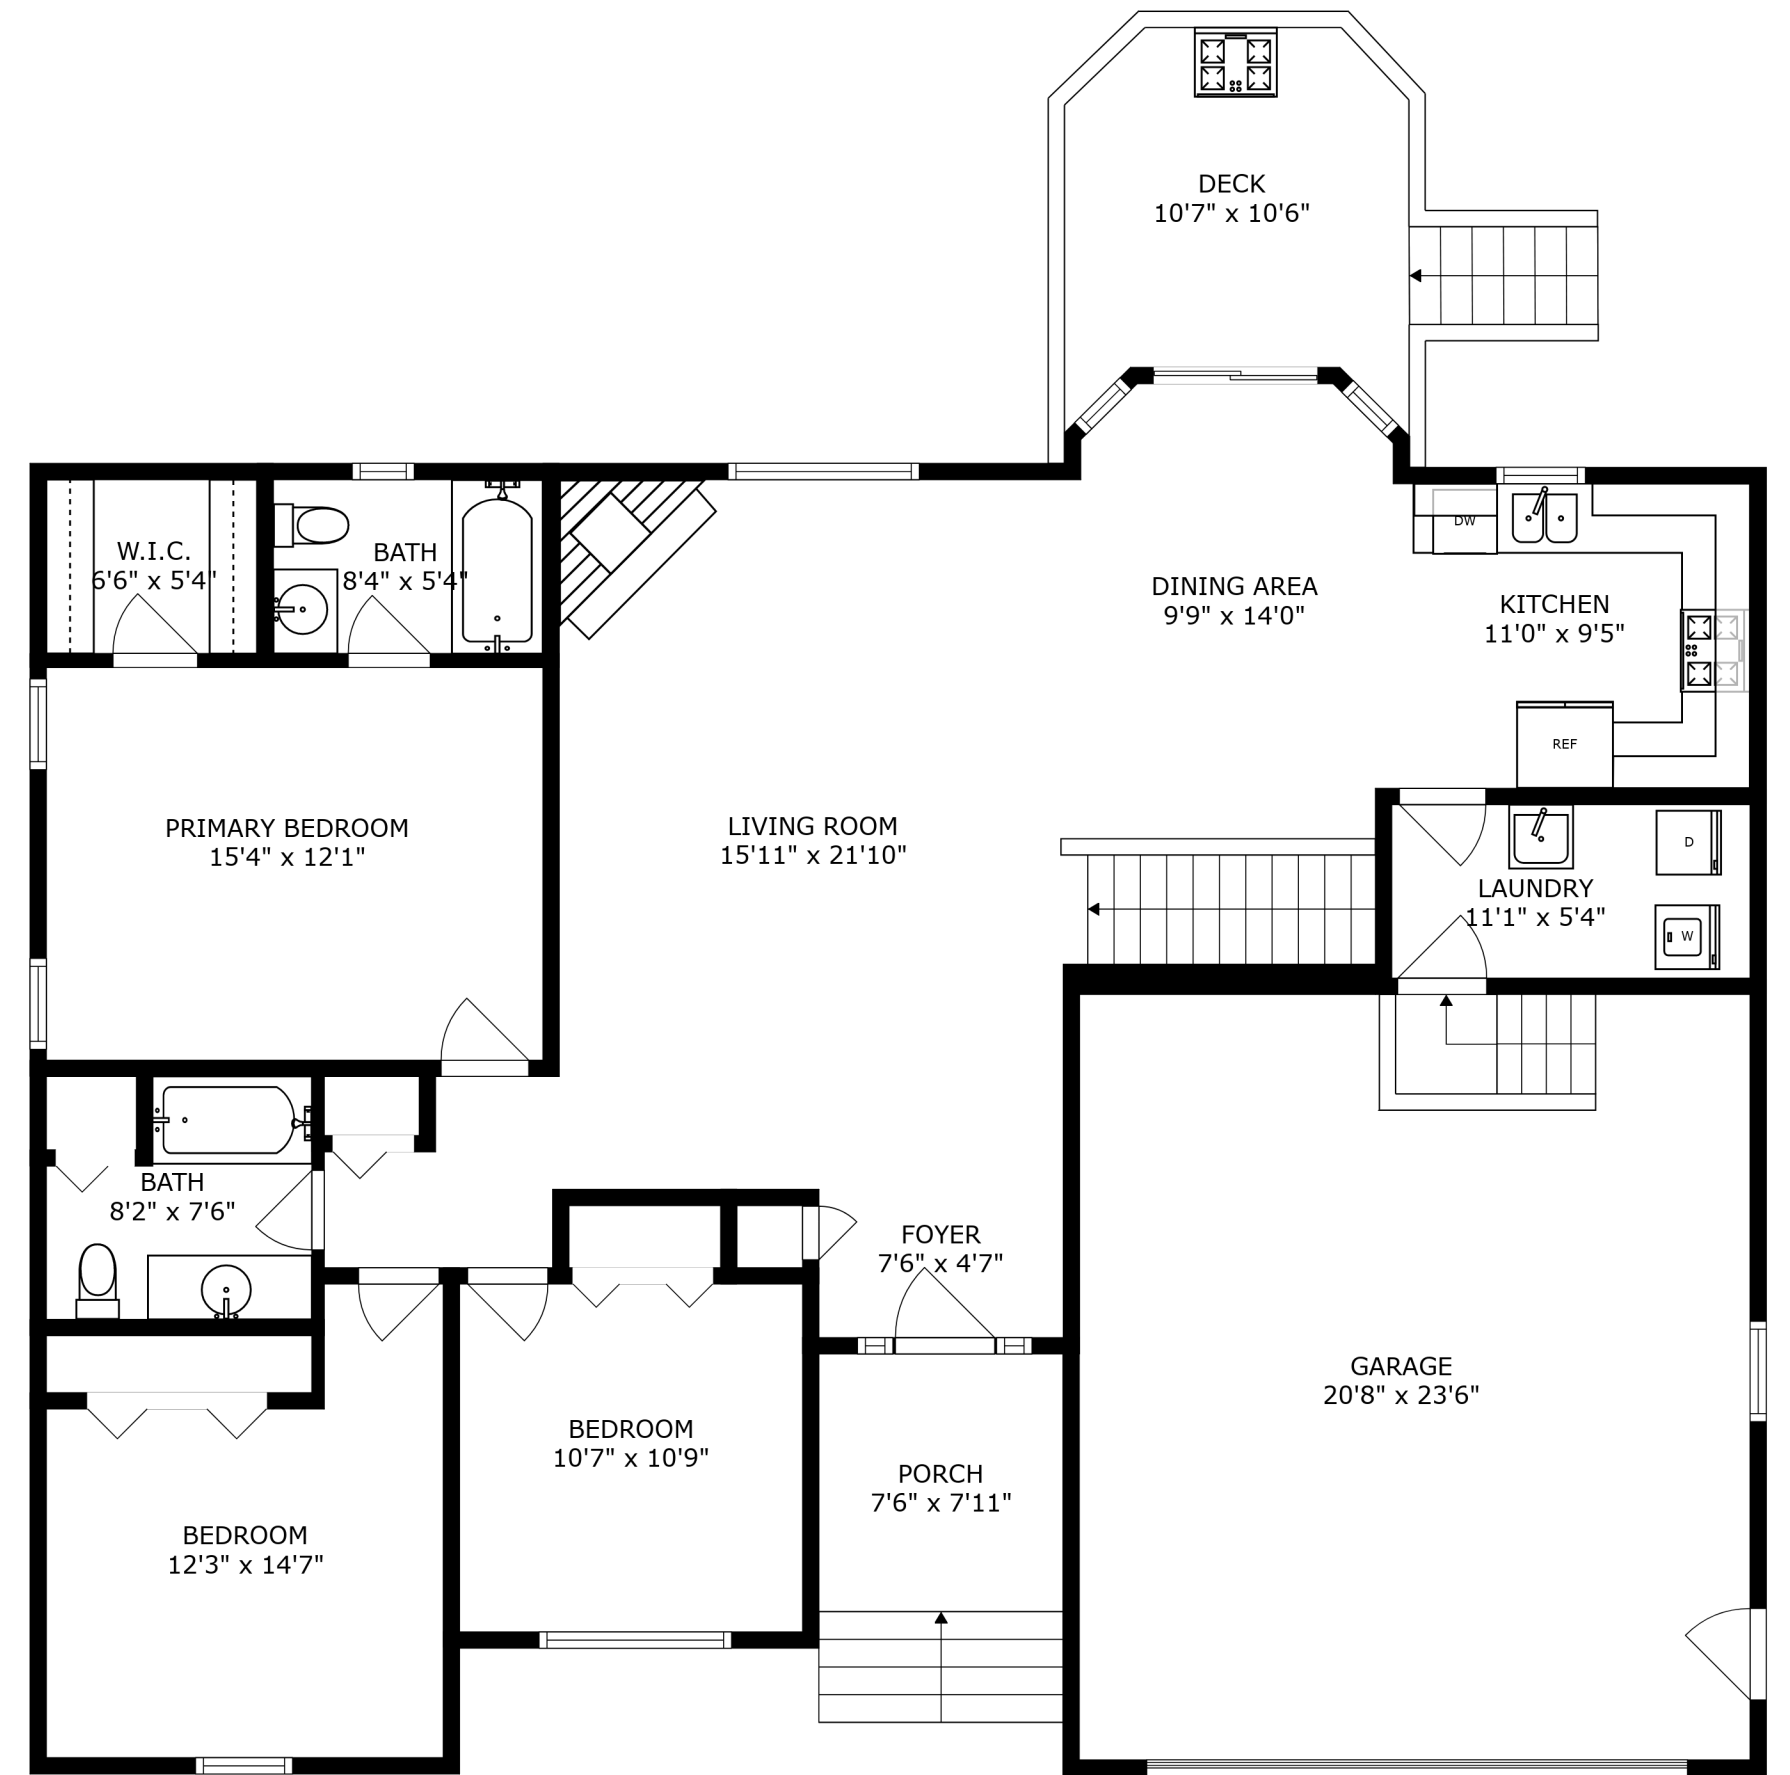 DECK
10'7" x 10'6"
W.I.C.
6'6" x 5'4"
BATH
8'4" x 5'4"
DINING AREA
9'9" x 14'0"
DW
KITCHEN
11'0" x 9'5"
REF
PRIMARY BEDROOM
15'4" x 12'1"
LIVING ROOM
15'11" x 21'10"
D
LAUNDRY
11'1" x 5'4"
W
BATH
8'2" x 7'6"
FOYER
7'6" x 4'7"
GARAGE
20'8" x 23'6"
BEDROOM
10'7" x 10'9"
PORCH
7'6" x 7'11"
BEDROOM
12'3" x 14'7"